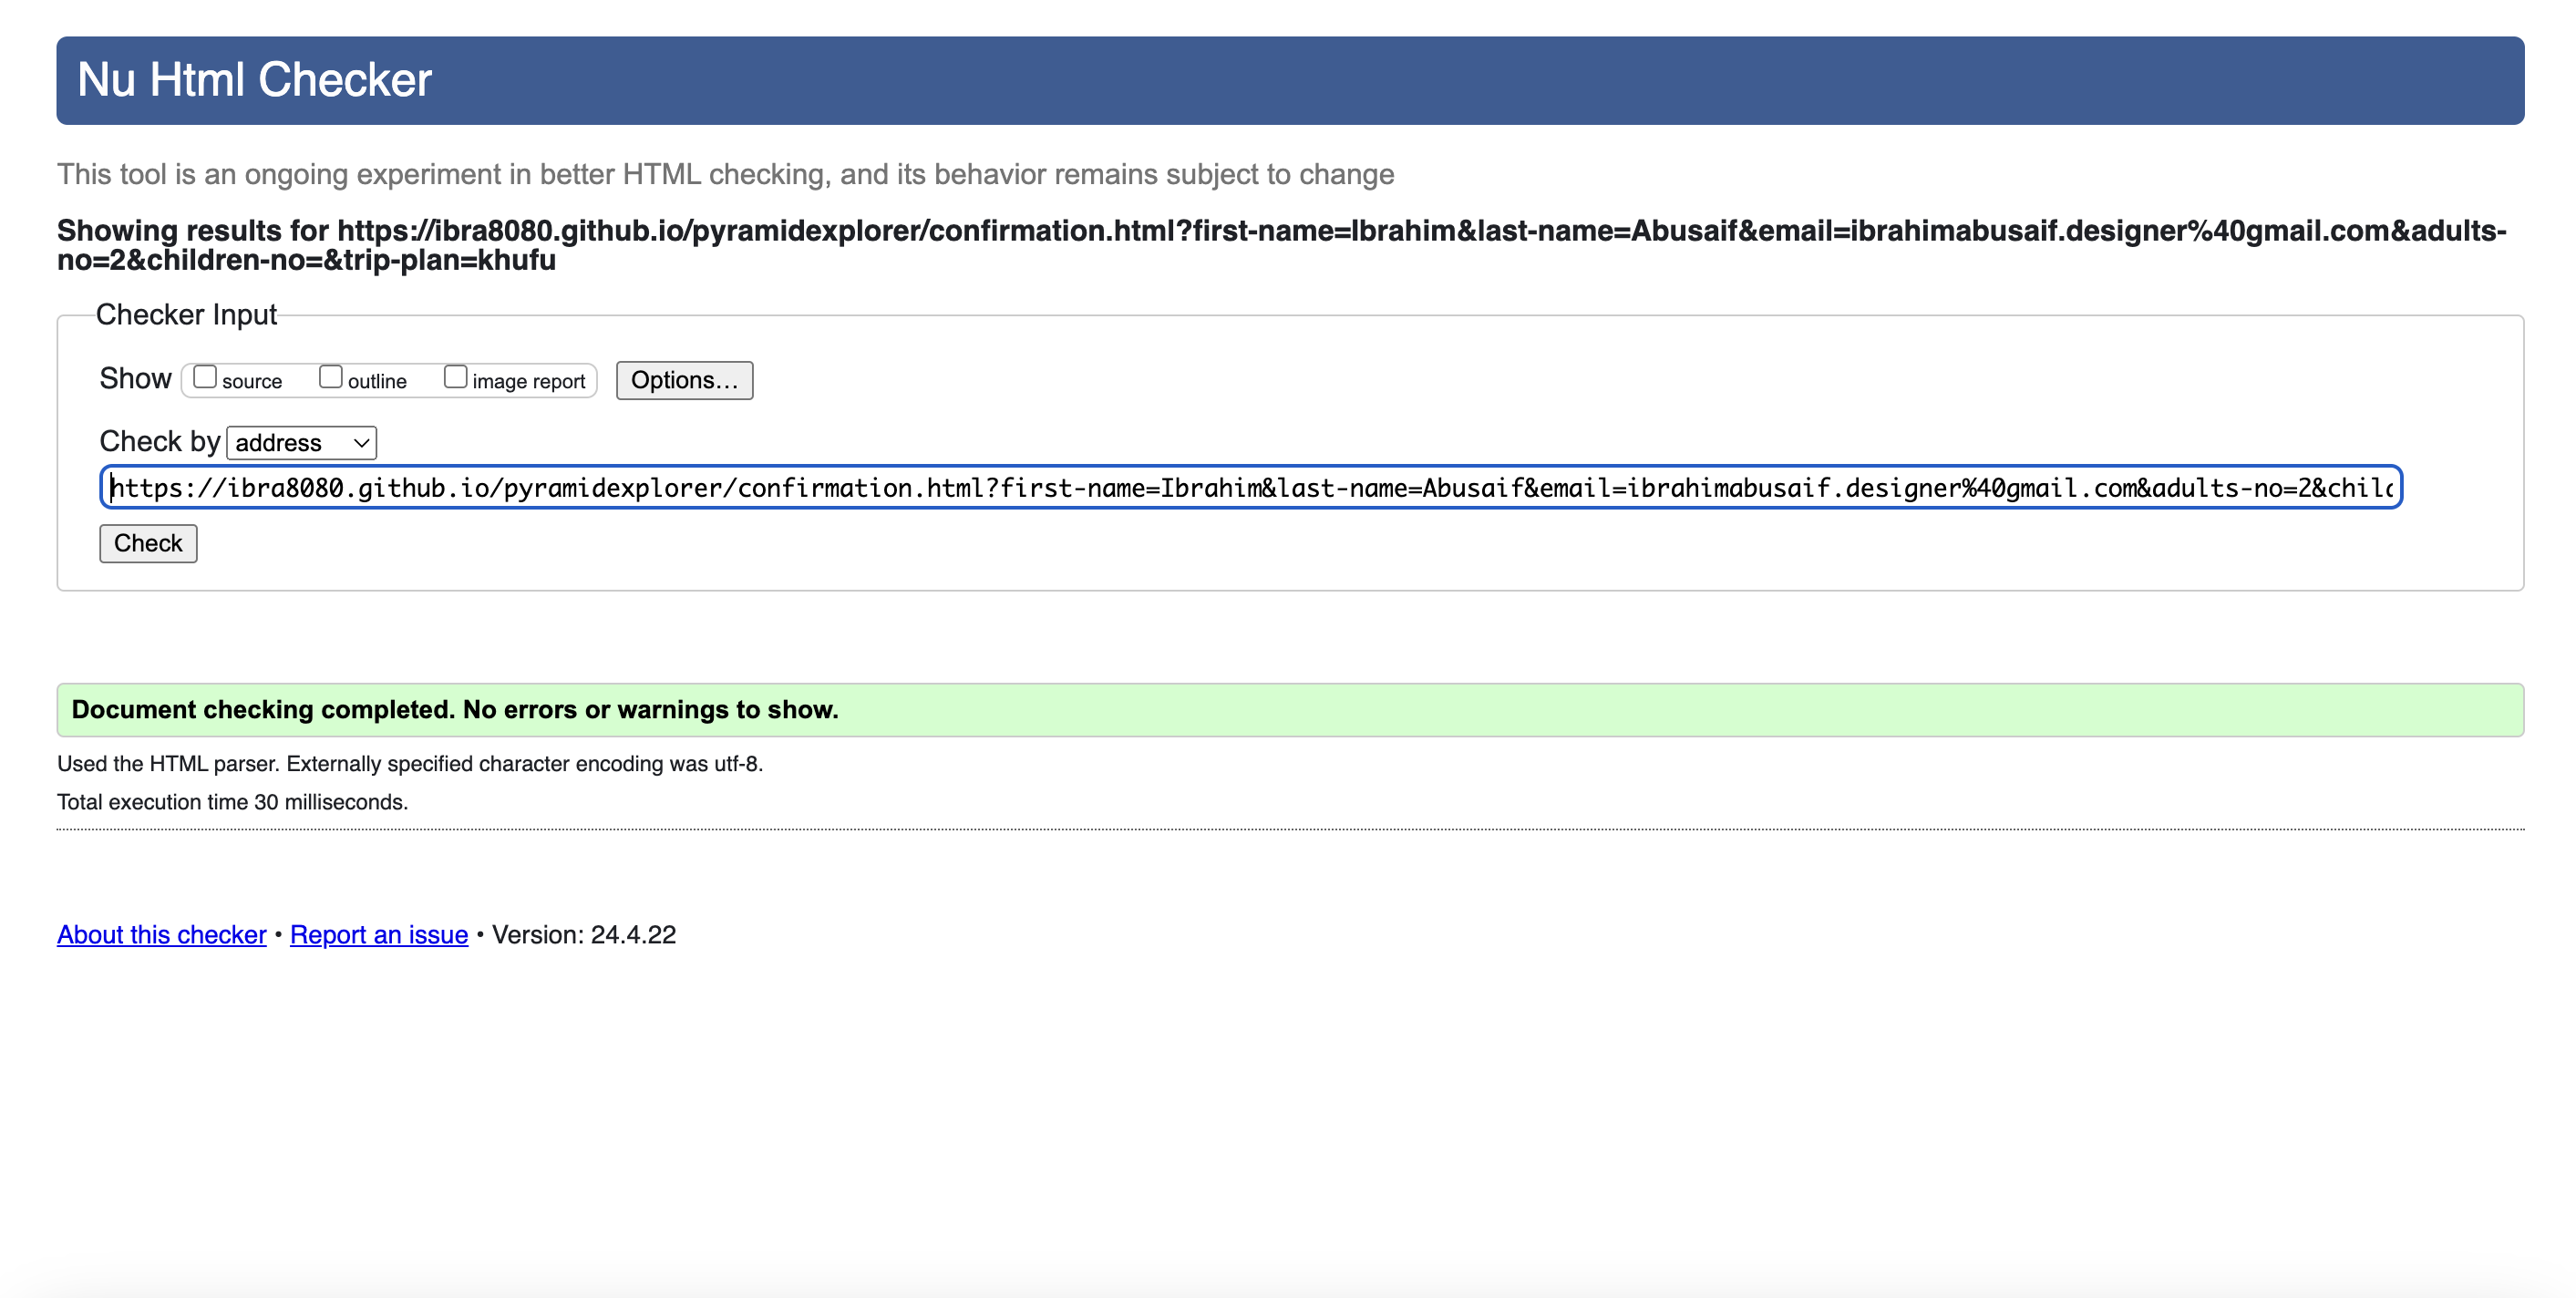 Nu Html Checker
This tool is an ongoing experiment in better HTML checking, and its behavior remains subject to change
Showing results for https://ibra8080.github.io/pyramidexplorer/confirmation.html?first-name=Ibrahim&last-name=Abusaif&email=ibrahimabusaif.designer%40gmail.com&adults-
no=2&children-no=&trip-plan=khufu
Checker Input
Show source outline image report Options...
Check by address
https://ibra8080.github.io/pyramidexplorer/confirmation.html?first-name=Ibrahim&last-name=Abusaif&email=ibrahimabusaif.designer%40gmail.com&adults-no=2&chilc
Check
Document checking completed. No errors or warnings to show.
Used the HTML parser. Externally specified character encoding was utf-8.
Total execution time 30 milliseconds.
About this checker • Report an issue • Version: 24.4.22